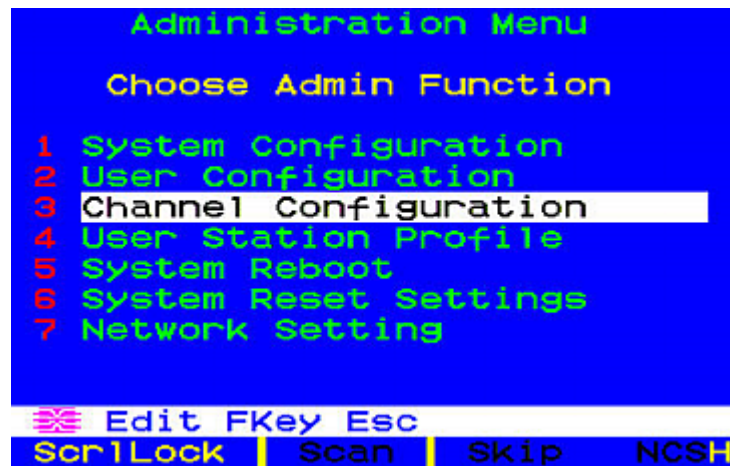 Administration Menu
Choose Admin Function
1 System Configuration
2 User Configuration
3 Channel Configuration
4 User Station Profile
5 System Reboot
6 System Reset Settings
7 Network Setting
Edit FKey Esc
ScrlLock Scan Skip NCSH